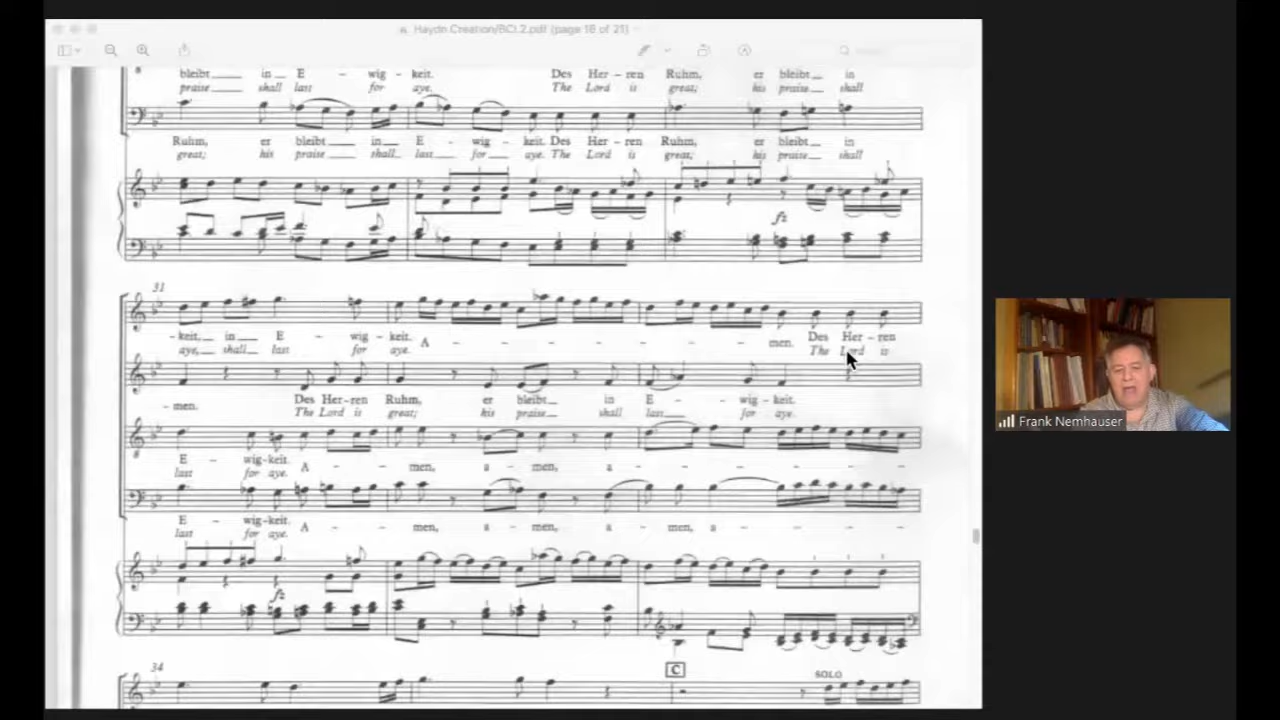 Haydn Creation/BCI.2.pdf (page 16 of 21)
bleibt in E - wig - keit. Des Her - ren Ruhm, er bleibt in
praise shall last for aye. The Lord is great; his praise shall
Ruhm, er bleibt in E - wig - keit. Des Her - ren Ruhm, er bleibt in
great; his praise shall last for aye. The Lord is great; his praise shall
fz
31
-keit, in E - wig - keit. A - - - men. Des Her - ren
aye, shall last for aye. The Lord is
- men. Des Her-ren Ruhm, er bleibt in E - wig - keit.
The Lord is great; his praise shall last for aye.
E - wig-keit. A - - men, a - men, a - - -
last for aye.
E - wig-keit. A - - men, a - men, a - men, a - -
last for aye.
fz
34
C
SOLO
Frank Nemhauser